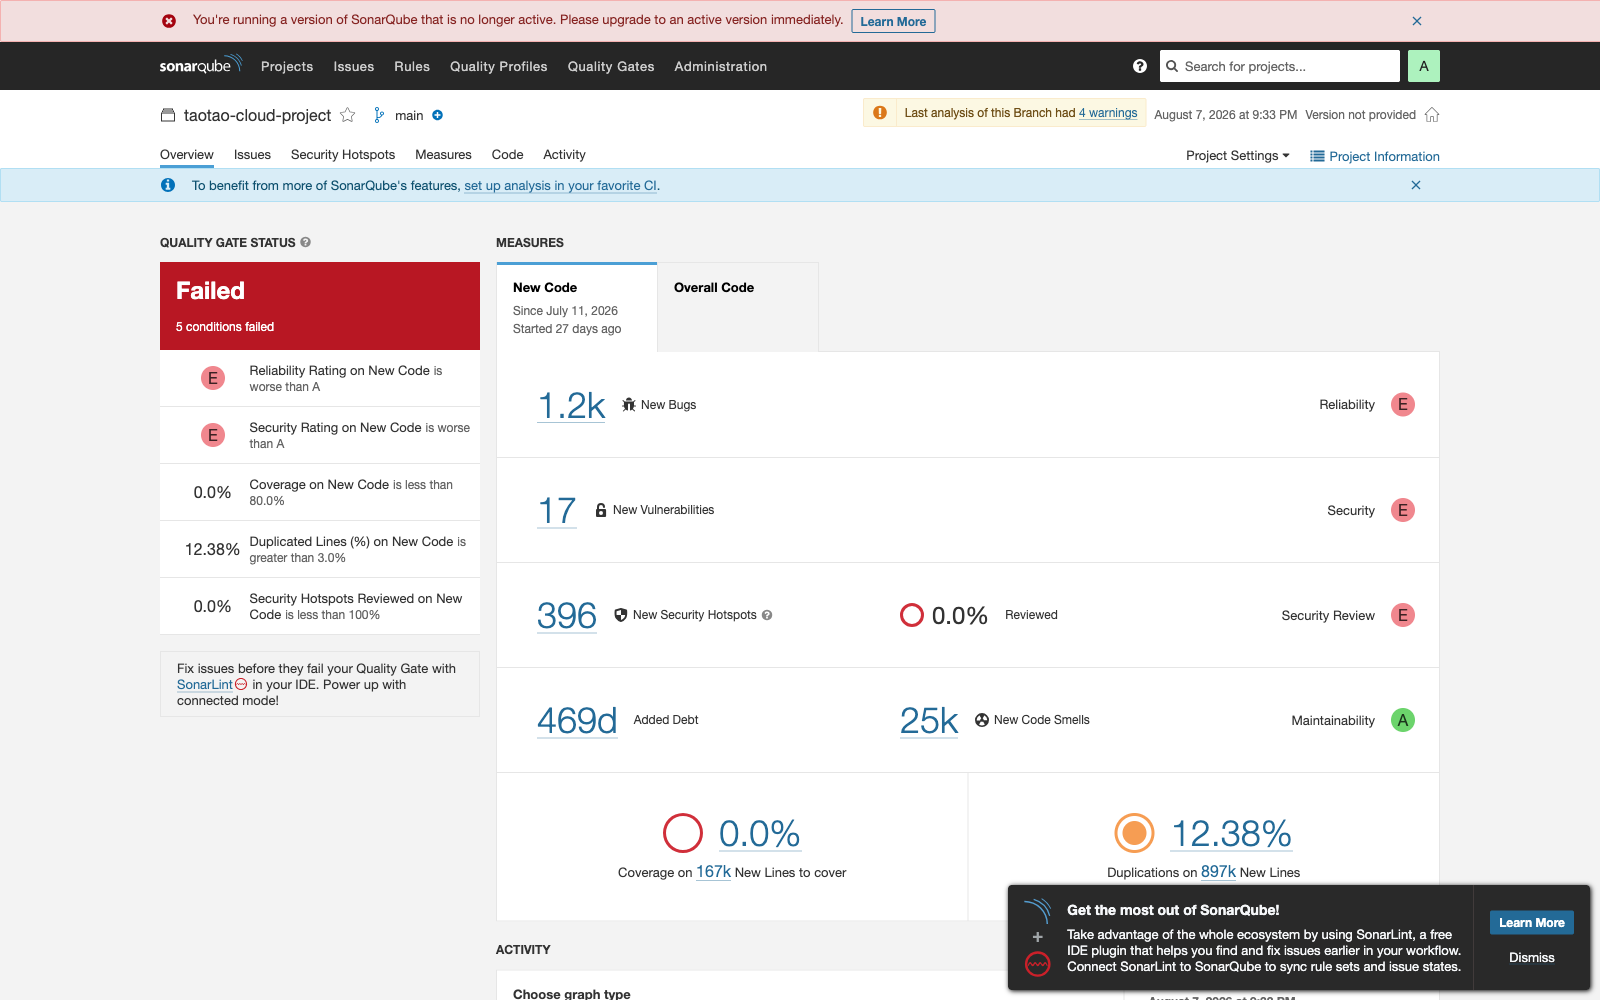 You're running a version of SonarQube that is no longer active. Please upgrade to an active version immediately. Learn More
sonarqube Projects Issues Rules Quality Profiles Quality Gates Administration Search for projects... A
taotao-cloud-project main Last analysis of this Branch had 4 warnings August 7, 2026 at 9:33 PM Version not provided
Overview Issues Security Hotspots Measures Code Activity Project Settings Project Information
To benefit from more of SonarQube's features, set up analysis in your favorite CI.
QUALITY GATE STATUS
Failed
5 conditions failed
E Reliability Rating on New Code is worse than A
E Security Rating on New Code is worse than A
0.0% Coverage on New Code is less than 80.0%
12.38% Duplicated Lines (%) on New Code is greater than 3.0%
0.0% Security Hotspots Reviewed on New Code is less than 100%
Fix issues before they fail your Quality Gate with
SonarLint in your IDE. Power up with
connected mode!
MEASURES
New Code
Since July 11, 2026
Started 27 days ago
Overall Code
1.2k New Bugs Reliability E
17 New Vulnerabilities Security E
396 New Security Hotspots 0.0% Reviewed Security Review E
469d Added Debt 25k New Code Smells Maintainability A
0.0%
Coverage on 167k New Lines to cover
12.38%
Duplications on 897k New Lines
ACTIVITY
Choose graph type
Get the most out of SonarQube!
Take advantage of the whole ecosystem by using SonarLint, a free
IDE plugin that helps you find and fix issues earlier in your workflow.
Connect SonarLint to SonarQube to sync rule sets and issue states.
Learn More
Dismiss